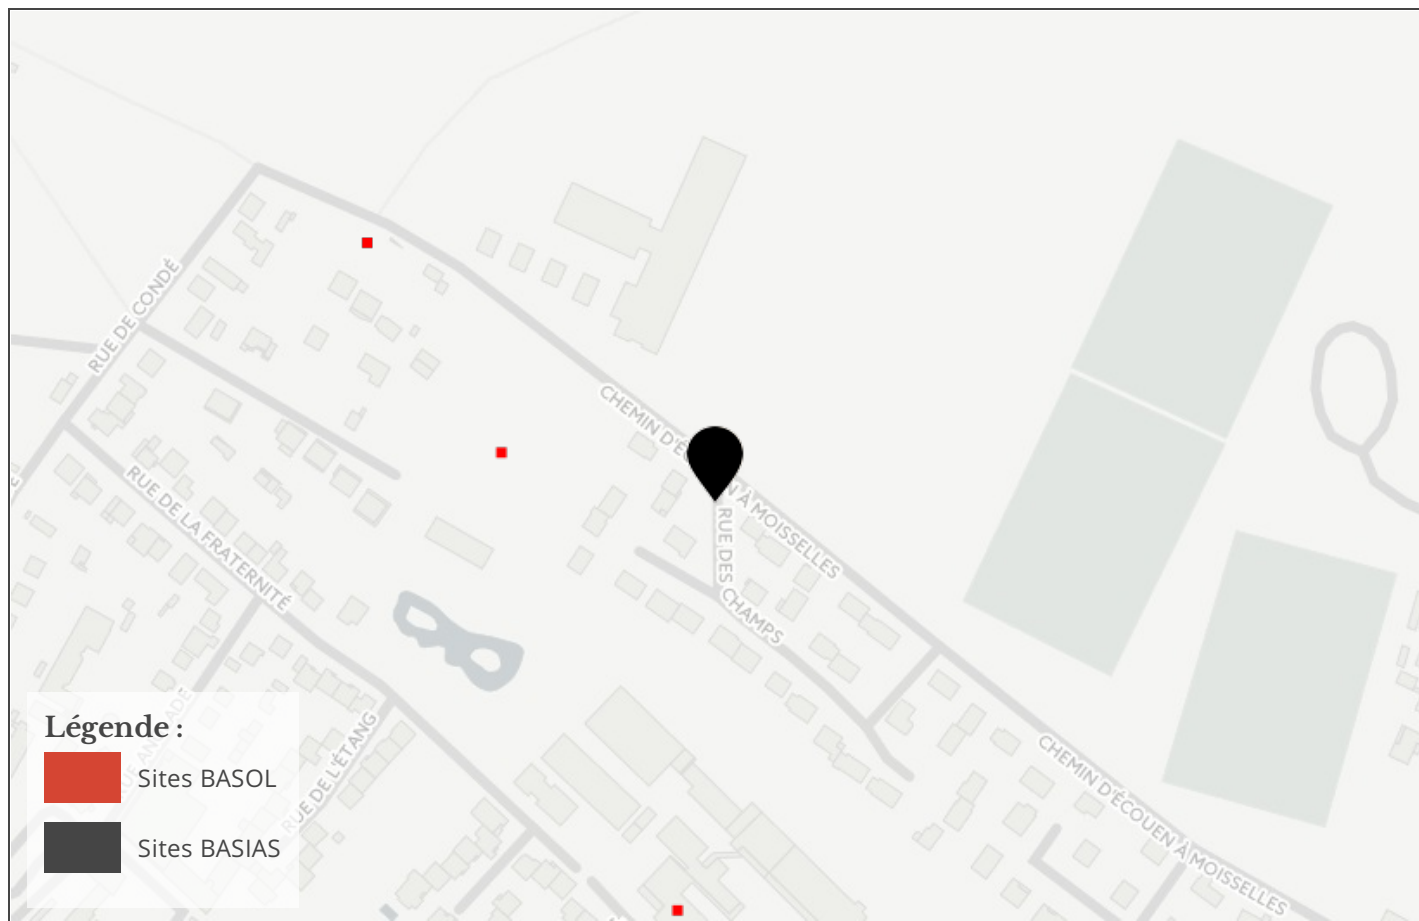 RUE DE CONDÉ
CHEMIN D'ÉCOUEN À MOISSELLES
RUE DE LA FRATERNITÉ
RUE DES CHAMPS
RUE DE L'ÉTANG
CHEMIN D'ÉCOUEN À MOISSELLES
Légende :
Sites BASOL
Sites BASIAS